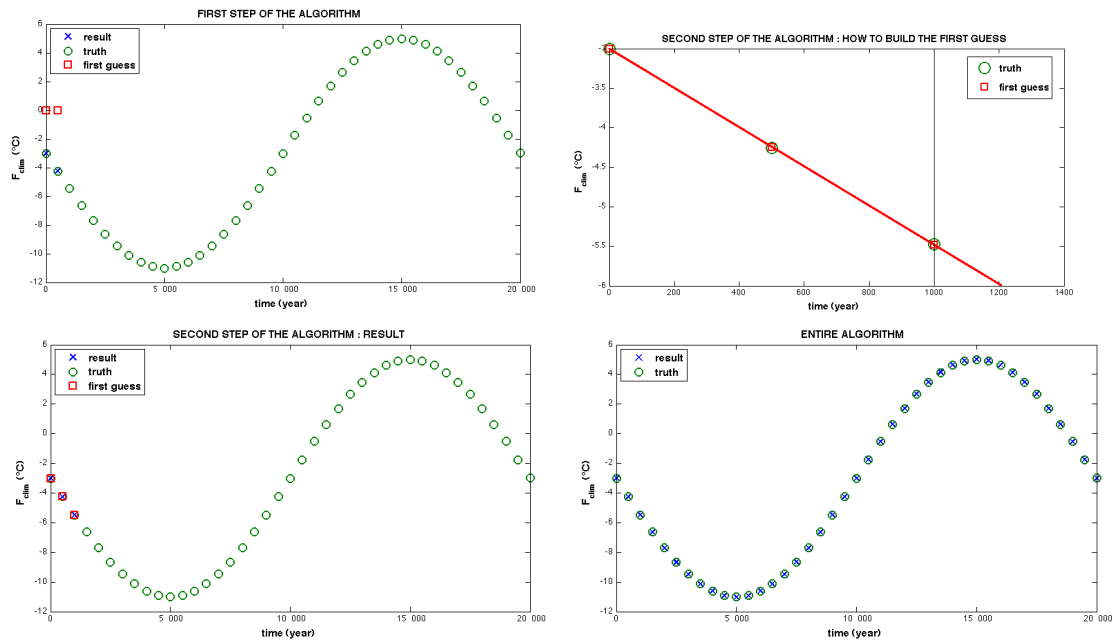 FIRST STEP OF THE ALGORITHM
6
4
2
0
-2
-4
-6
-8
-10
-12
result
truth
first guess
F_clim (°C)
0
5 000
10 000
15 000
20 000
time (year)
SECOND STEP OF THE ALGORITHM : HOW TO BUILD THE FIRST GUESS
-3
-3.5
-4
-4.5
-5
-5.5
-6
truth
first guess
F_clim (°C)
0
200
400
600
800
1000
1200
1400
time (year)
SECOND STEP OF THE ALGORITHM : RESULT
6
4
2
0
-2
-4
-6
-8
-10
-12
result
truth
first guess
F_clim (°C)
0
5 000
10 000
15 000
20 000
time (year)
ENTIRE ALGORITHM
6
4
2
0
-2
-4
-6
-8
-10
-12
result
truth
F_clim (°C)
0
5 000
10 000
15 000
20 000
time (year)